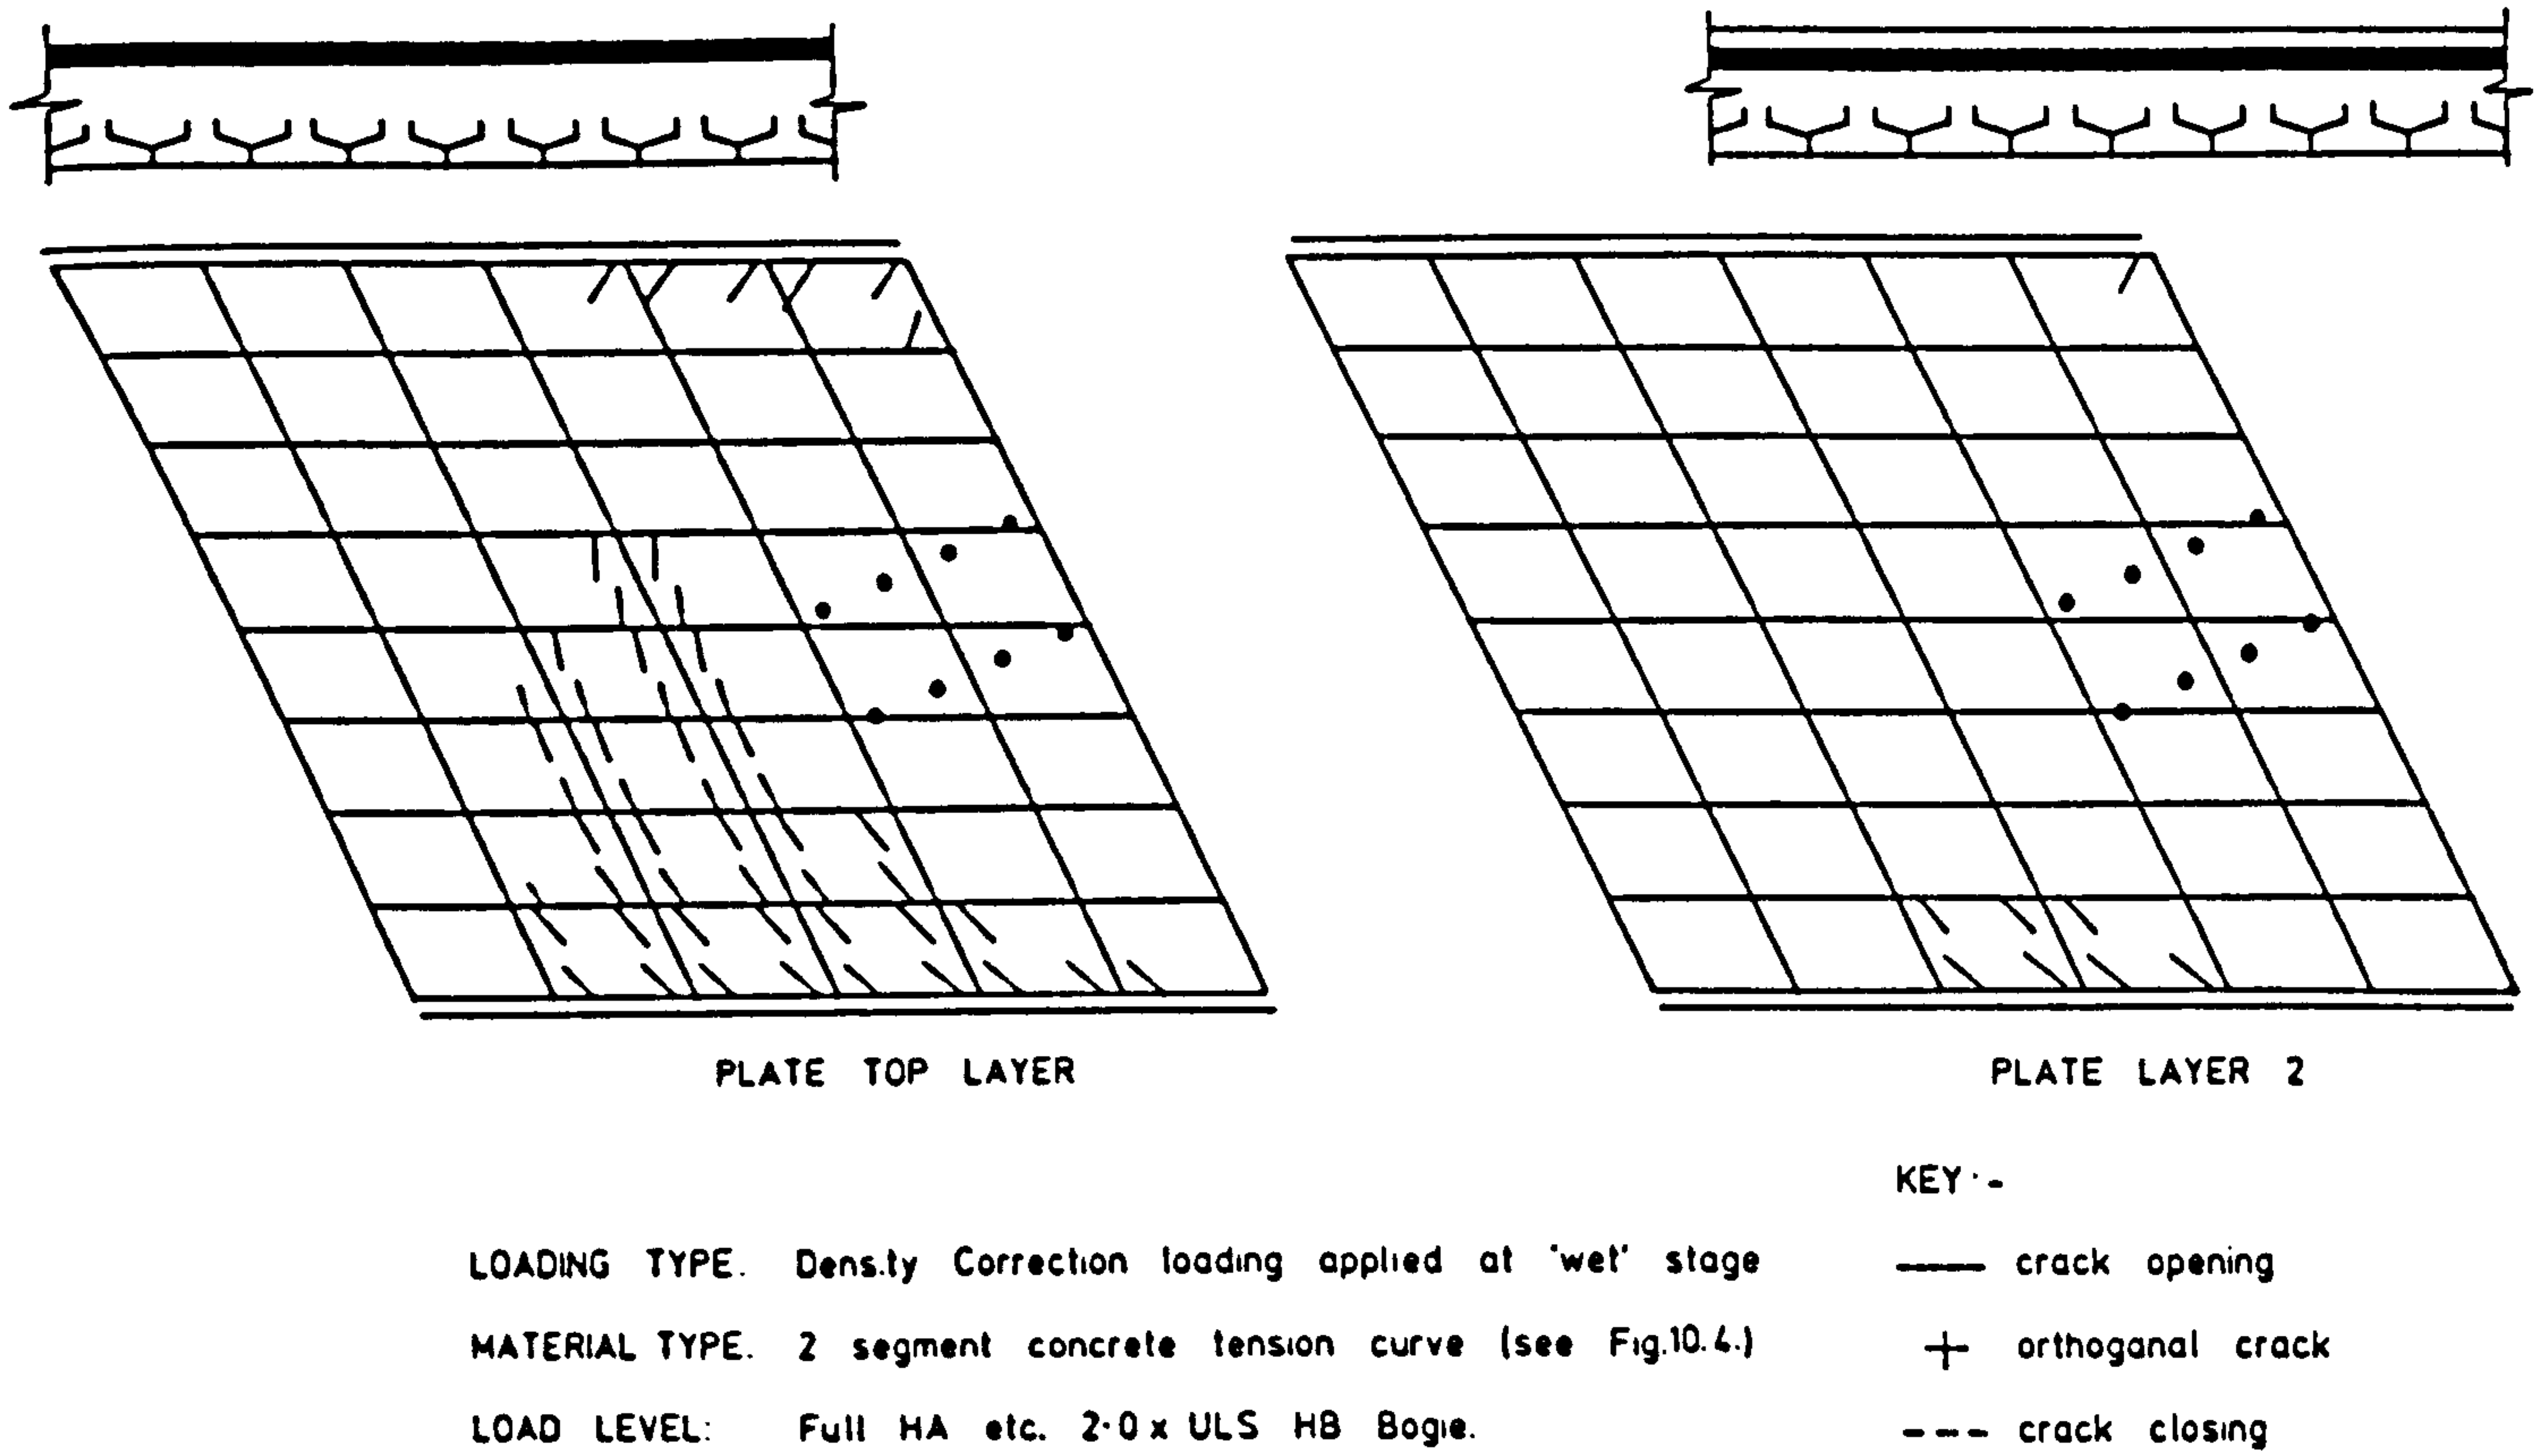 PLATE TOP LAYER
PLATE LAYER 2
KEY:-
LOADING TYPE. Dens.ty Correction loading applied at 'wet' stage
crack opening
MATERIAL TYPE. 2 segment concrete tension curve (see Fig.10.4.)
orthoganal crack
LOAD LEVEL: Full HA etc. 2·0 x ULS HB Bogie.
crack closing